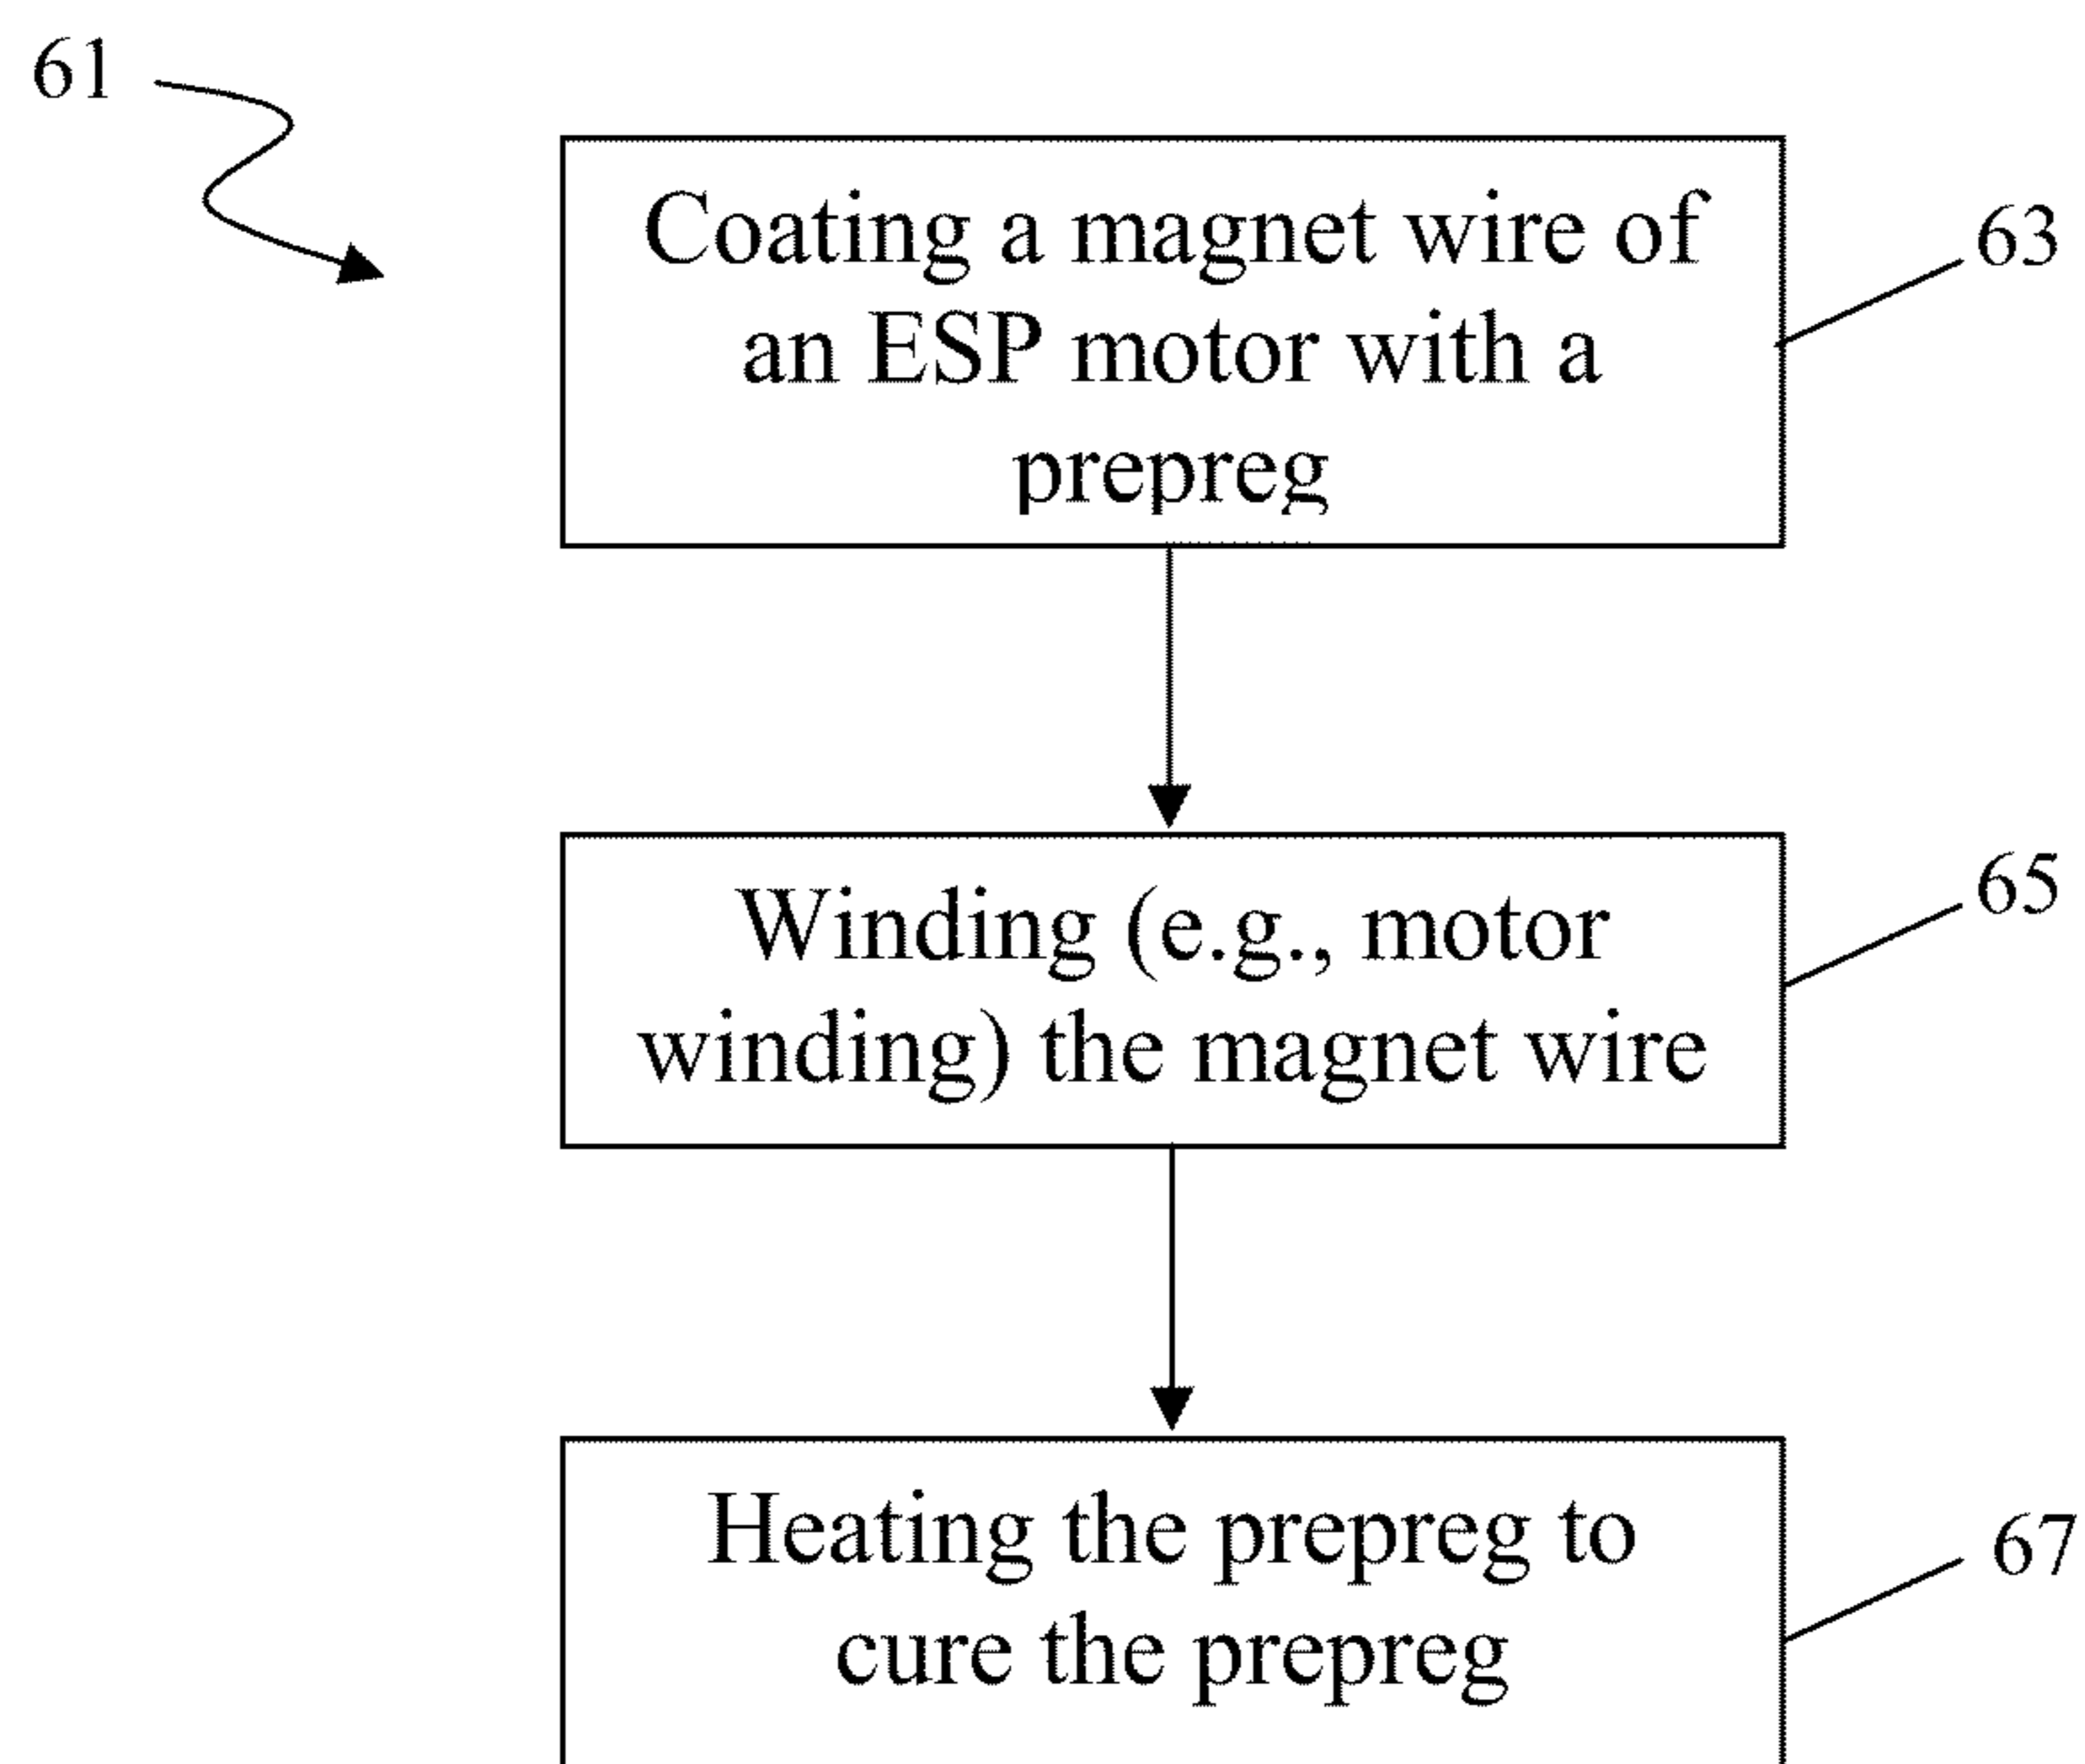 61
Coating a magnet wire of
an ESP motor with a
prepreg
63
Winding (e.g., motor
winding) the magnet wire
65
Heating the prepreg to
cure the prepreg
67